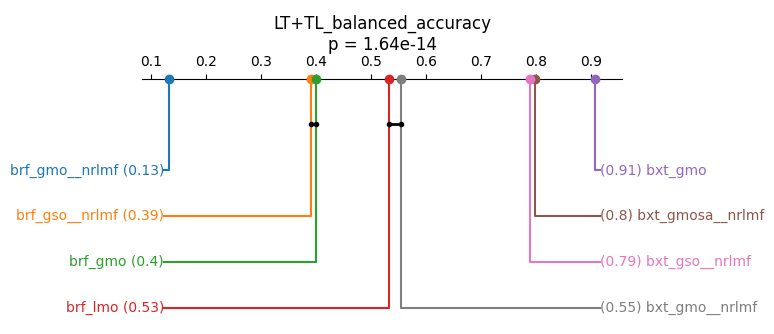 LT+TL_balanced_accuracy
p = 1.64e-14
0.1 0.2 0.3 0.4 0.5 0.6 0.7 0.8 0.9
brf_gmo__nrlmf (0.13) (0.91) bxt_gmo
brf_gso__nrlmf (0.39) (0.8) bxt_gmosa__nrlmf
brf_gmo (0.4) (0.79) bxt_gso__nrlmf
brf_lmo (0.53) (0.55) bxt_gmo__nrlmf